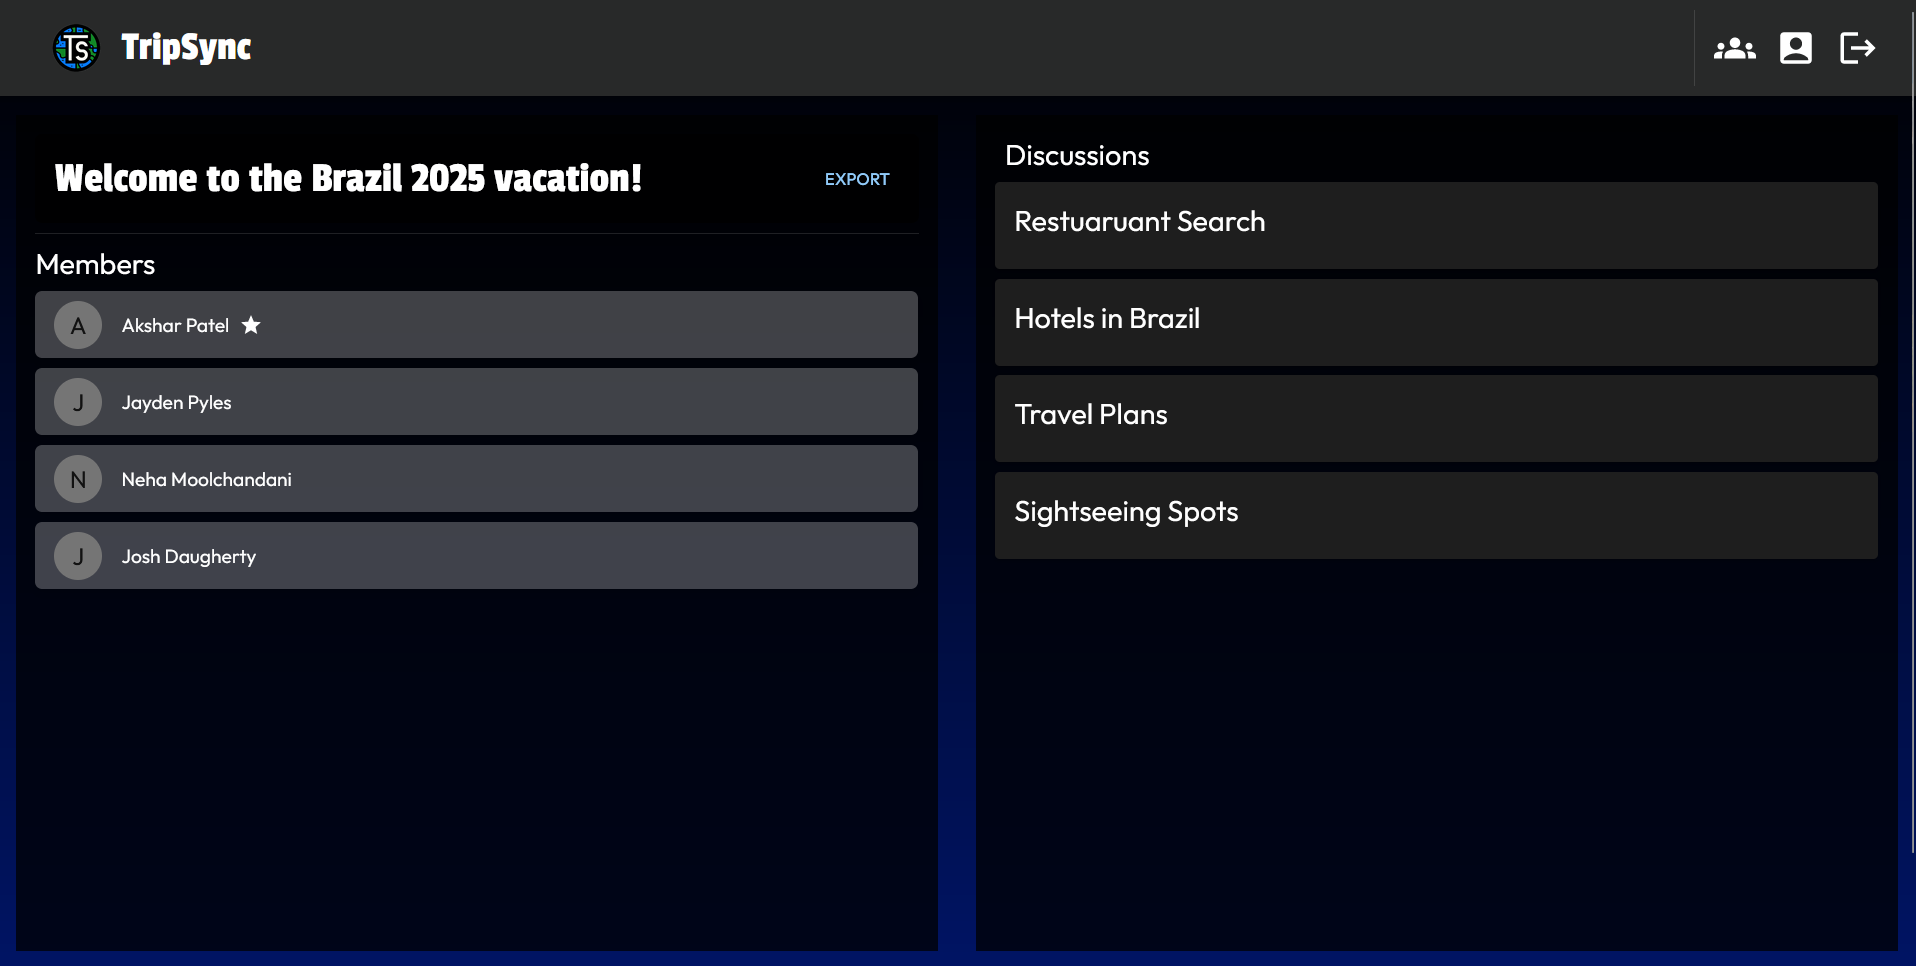 TS TripSync
Welcome to the Brazil 2025 vacation!
EXPORT
Members
A Akshar Patel
J Jayden Pyles
N Neha Moolchandani
J Josh Daugherty
Discussions
Restuaruant Search
Hotels in Brazil
Travel Plans
Sightseeing Spots